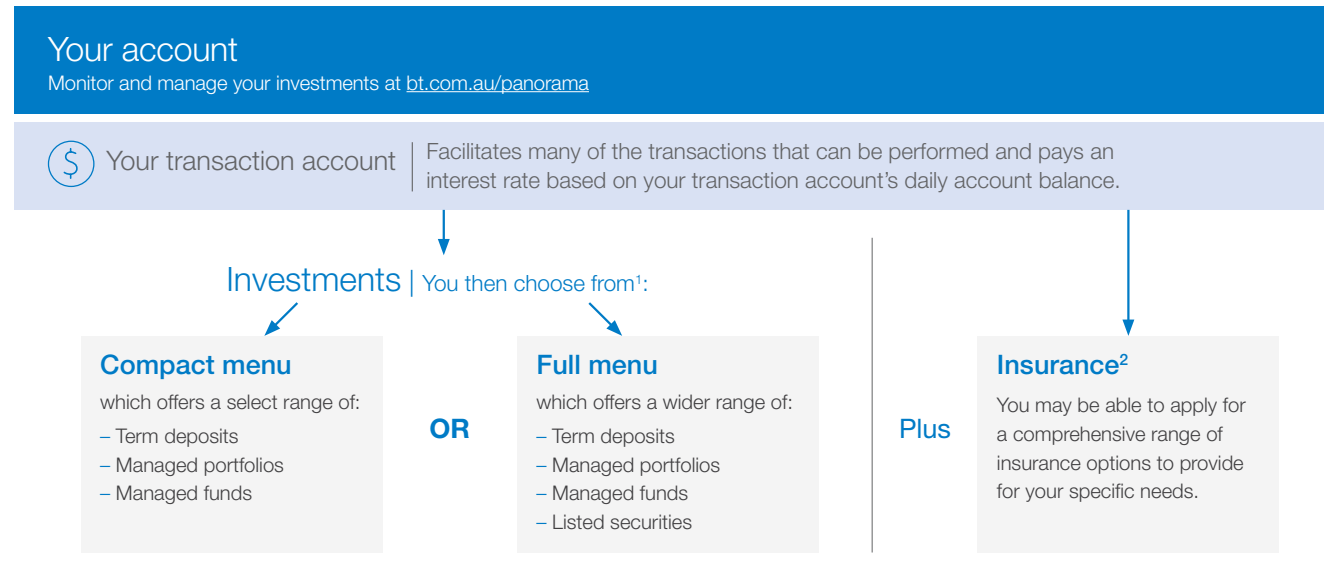 Your account
Monitor and manage your investments at bt.com.au/panorama
$
Your transaction account
Facilitates many of the transactions that can be performed and pays an
interest rate based on your transaction account’s daily account balance.
Investments | You then choose from¹:
Compact menu
which offers a select range of:
– Term deposits
– Managed portfolios
– Managed funds
OR
Full menu
which offers a wider range of:
– Term deposits
– Managed portfolios
– Managed funds
– Listed securities
Plus
Insurance²
You may be able to apply for
a comprehensive range of
insurance options to provide
for your specific needs.